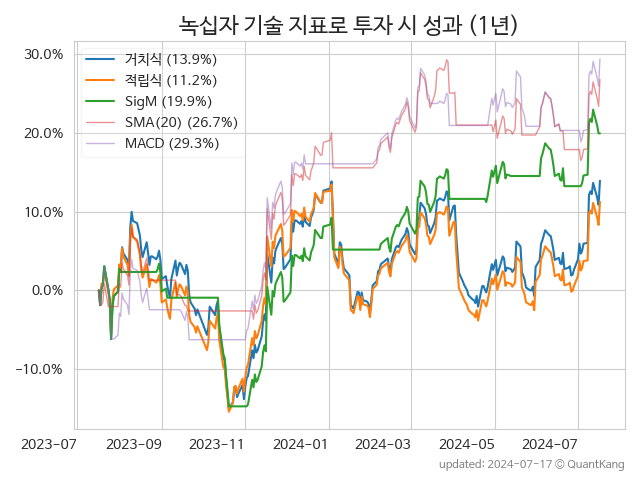 녹십자 기술 지표로 투자 시 성과 (1년)
30.0%
20.0%
10.0%
0.0%
−10.0%
거치식 (13.9%)
적립식 (11.2%)
SigM (19.9%)
SMA(20) (26.7%)
MACD (29.3%)
2023-07
2023-09
2023-11
2024-01
2024-03
2024-05
2024-07
updated: 2024-07-17 © QuantKang